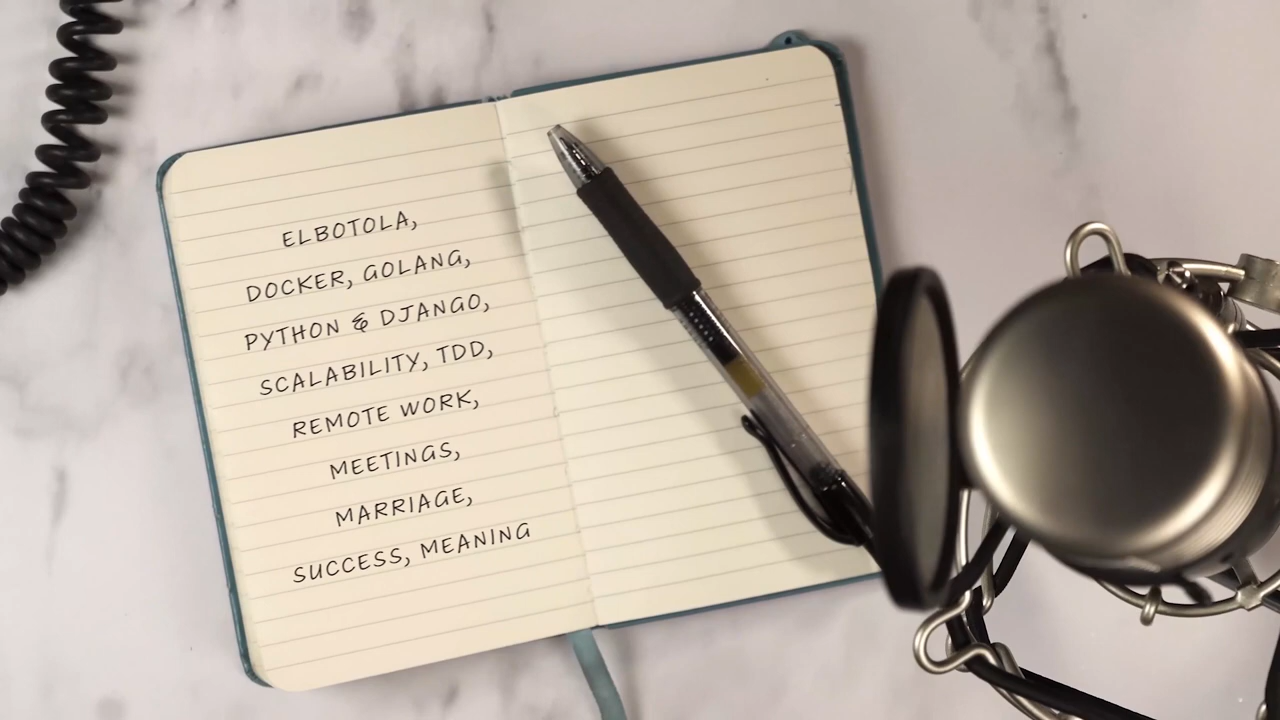 ELBOTOLA,
DOCKER, GOLANG,
PYTHON & DJANGO,
SCALABILITY, TDD,
REMOTE WORK,
MEETINGS,
MARRIAGE,
SUCCESS, MEANING